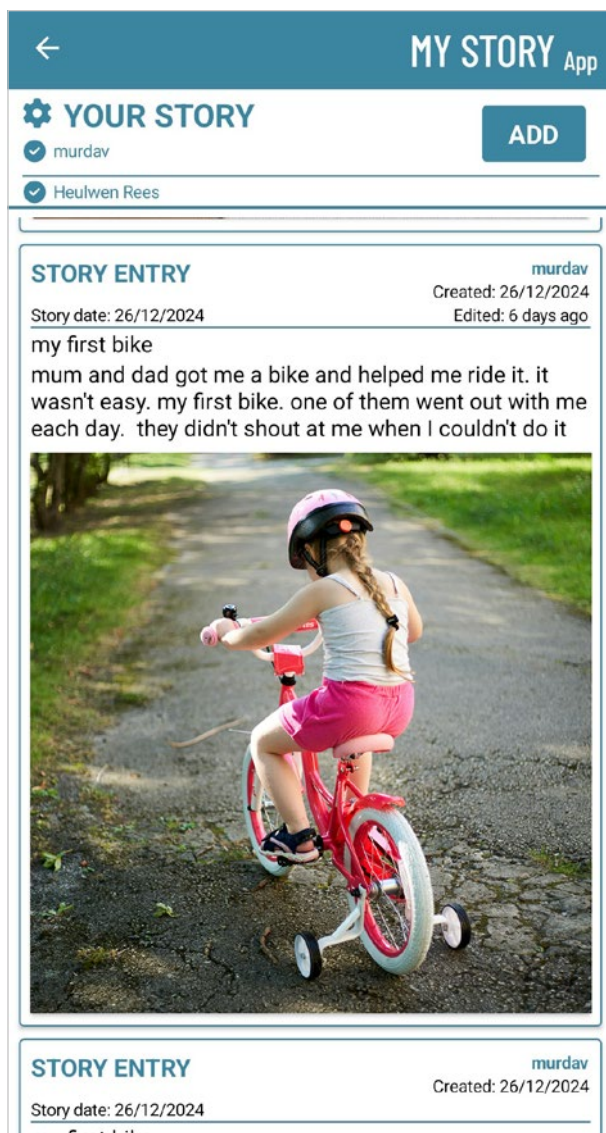 MY STORY App
YOUR STORY
ADD
murdav
Heulwen Rees
STORY ENTRY
murdav
Created: 26/12/2024
Story date: 26/12/2024
Edited: 6 days ago
my first bike
mum and dad got me a bike and helped me ride it. it
wasn't easy. my first bike. one of them went out with me
each day.  they didn't shout at me when I couldn't do it
STORY ENTRY
murdav
Created: 26/12/2024
Story date: 26/12/2024